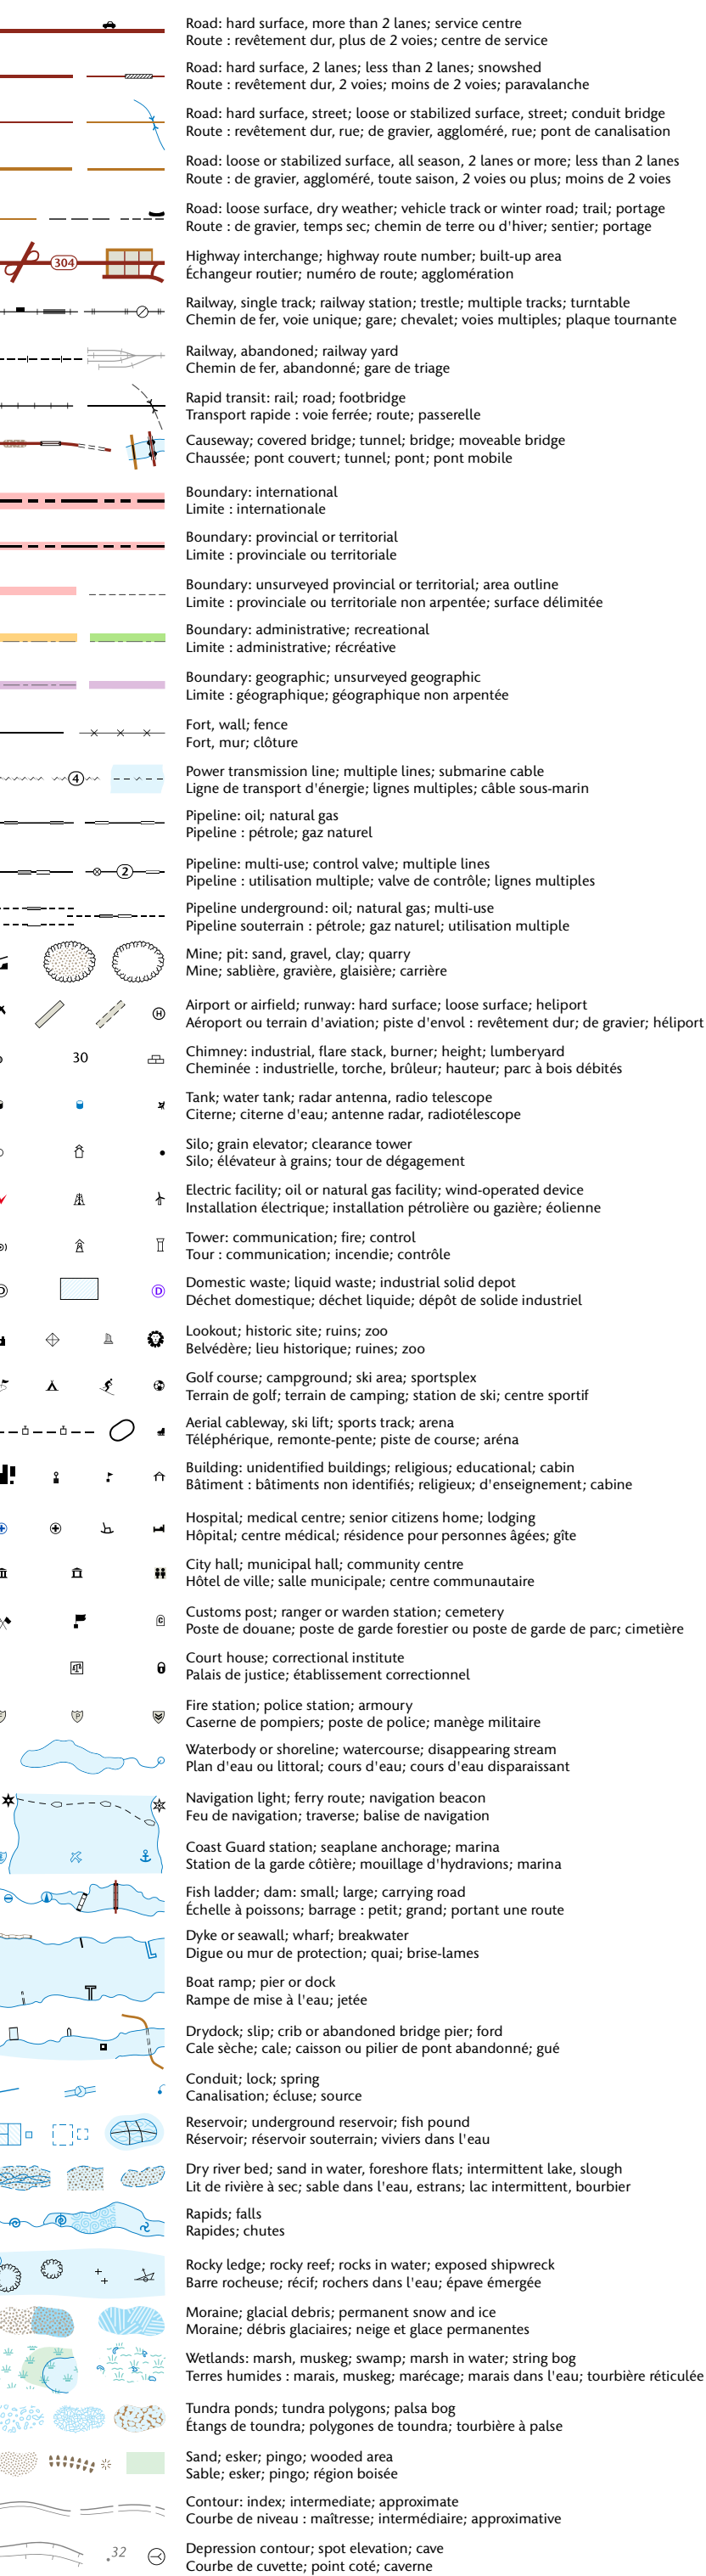 Road: hard surface, more than 2 lanes; service centre
Route : revêtement dur, plus de 2 voies; centre de service
Road: hard surface, 2 lanes; less than 2 lanes; snowshed
Route : revêtement dur, 2 voies; moins de 2 voies; paravalanche
Road: hard surface, street; loose or stabilized surface, street; conduit bridge
Route : revêtement dur, rue; de gravier, aggloméré, rue; pont de canalisation
Road: loose or stabilized surface, all season, 2 lanes or more; less than 2 lanes
Route : de gravier, aggloméré, toute saison, 2 voies ou plus; moins de 2 voies
Road: loose surface, dry weather; vehicle track or winter road; trail; portage
Route : de gravier, temps sec; chemin de terre ou d'hiver; sentier; portage
304
Highway interchange; highway route number; built-up area
Échangeur routier; numéro de route; agglomération
Railway, single track; railway station; trestle; multiple tracks; turntable
Chemin de fer, voie unique; gare; chevalet; voies multiples; plaque tournante
Railway, abandoned; railway yard
Chemin de fer, abandonné; gare de triage
Rapid transit: rail; road; footbridge
Transport rapide : voie ferrée; route; passerelle
Causeway; covered bridge; tunnel; bridge; moveable bridge
Chaussée; pont couvert; tunnel; pont; pont mobile
Boundary: international
Limite : internationale
Boundary: provincial or territorial
Limite : provinciale ou territoriale
Boundary: unsurveyed provincial or territorial; area outline
Limite : provinciale ou territoriale non arpentée; surface délimitée
Boundary: administrative; recreational
Limite : administrative; récréative
Boundary: geographic; unsurveyed geographic
Limite : géographique; géographique non arpentée
Fort, wall; fence
Fort, mur; clôture
4
Power transmission line; multiple lines; submarine cable
Ligne de transport d'énergie; lignes multiples; câble sous-marin
Pipeline: oil; natural gas
Pipeline : pétrole; gaz naturel
2
Pipeline: multi-use; control valve; multiple lines
Pipeline : utilisation multiple; valve de contrôle; lignes multiples
Pipeline underground: oil; natural gas; multi-use
Pipeline souterrain : pétrole; gaz naturel; utilisation multiple
Mine; pit: sand, gravel, clay; quarry
Mine; sablière, gravière, glaisière; carrière
H
Airport or airfield; runway: hard surface; loose surface; heliport
Aéroport ou terrain d'aviation; piste d'envol : revêtement dur; de gravier; héliport
30
Chimney: industrial, flare stack, burner; height; lumberyard
Cheminée : industrielle, torche, brûleur; hauteur; parc à bois débités
Tank; water tank; radar antenna, radio telescope
Citerne; citerne d'eau; antenne radar, radiotélescope
Silo; grain elevator; clearance tower
Silo; élévateur à grains; tour de dégagement
Electric facility; oil or natural gas facility; wind-operated device
Installation électrique; installation pétrolière ou gazière; éolienne
Tower: communication; fire; control
Tour : communication; incendie; contrôle
D
Domestic waste; liquid waste; industrial solid depot
Déchet domestique; déchet liquide; dépôt de solide industriel
Lookout; historic site; ruins; zoo
Belvédère; lieu historique; ruines; zoo
Golf course; campground; ski area; sportsplex
Terrain de golf; terrain de camping; station de ski; centre sportif
Aerial cableway, ski lift; sports track; arena
Téléphérique, remonte-pente; piste de course; aréna
Building: unidentified buildings; religious; educational; cabin
Bâtiment : bâtiments non identifiés; religieux; d'enseignement; cabine
Hospital; medical centre; senior citizens home; lodging
Hôpital; centre médical; résidence pour personnes âgées; gîte
City hall; municipal hall; community centre
Hôtel de ville; salle municipale; centre communautaire
C
Customs post; ranger or warden station; cemetery
Poste de douane; poste de garde forestier ou poste de garde de parc; cimetière
Court house; correctional institute
Palais de justice; établissement correctionnel
P
Fire station; police station; armoury
Caserne de pompiers; poste de police; manège militaire
Waterbody or shoreline; watercourse; disappearing stream
Plan d'eau ou littoral; cours d'eau; cours d'eau disparaissant
Navigation light; ferry route; navigation beacon
Feu de navigation; traverse; balise de navigation
Coast Guard station; seaplane anchorage; marina
Station de la garde côtière; mouillage d'hydravions; marina
Fish ladder; dam: small; large; carrying road
Échelle à poissons; barrage : petit; grand; portant une route
Dyke or seawall; wharf; breakwater
Digue ou mur de protection; quai; brise-lames
Boat ramp; pier or dock
Rampe de mise à l'eau; jetée
Drydock; slip; crib or abandoned bridge pier; ford
Cale sèche; cale; caisson ou pilier de pont abandonné; gué
Conduit; lock; spring
Canalisation; écluse; source
Reservoir; underground reservoir; fish pound
Réservoir; réservoir souterrain; viviers dans l'eau
Dry river bed; sand in water, foreshore flats; intermittent lake, slough
Lit de rivière à sec; sable dans l'eau, estrans; lac intermittent, bourbier
Rapids; falls
Rapides; chutes
Rocky ledge; rocky reef; rocks in water; exposed shipwreck
Barre rocheuse; récif; rochers dans l'eau; épave émergée
Moraine; glacial debris; permanent snow and ice
Moraine; débris glaciaires; neige et glace permanentes
Wetlands: marsh, muskeg; swamp; marsh in water; string bog
Terres humides : marais, muskeg; marécage; marais dans l'eau; tourbière réticulée
Tundra ponds; tundra polygons; palsa bog
Étangs de toundra; polygones de toundra; tourbière à palse
Sand; esker; pingo; wooded area
Sable; esker; pingo; région boisée
Contour: index; intermediate; approximate
Courbe de niveau : maîtresse; intermédiaire; approximative
.32
Depression contour; spot elevation; cave
Courbe de cuvette; point coté; caverne